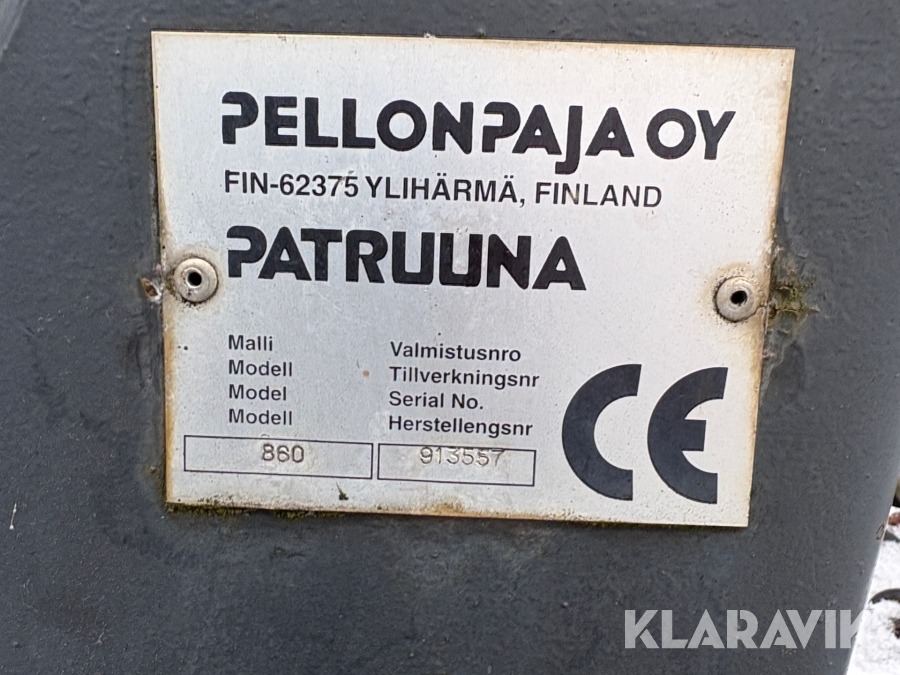 PELLONPAJA OY
FIN-62375 YLIHÄRMÄ, FINLAND
PATRUUNA
Malli
Modell
Model
Modell
860
Valmistusnro
Tillverkningsnr
Serial No.
Herstellengsnr
913557
CE
KLARAVIK